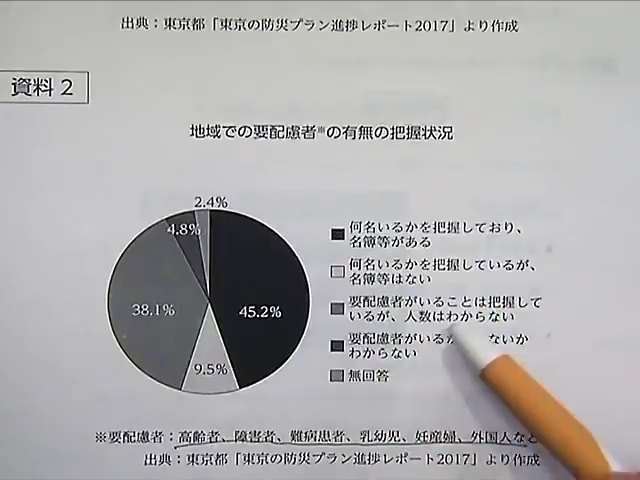 出典：東京都「東京の防災プラン進捗レポート2017」より作成
資料 2
地域での要配慮者※の有無の把握状況
2.4%
4.8%
38.1%
45.2%
9.5%
何名いるかを把握しており、
名簿等がある
何名いるかを把握しているが、
名簿等はない
要配慮者がいることは把握して
いるが、人数はわからない
要配慮者がいるか ないか
わからない
無回答
※要配慮者：高齢者、障害者、難病患者、乳幼児、妊産婦、外国人など
出典：東京都「東京の防災プラン進捗レポート2017」より作成